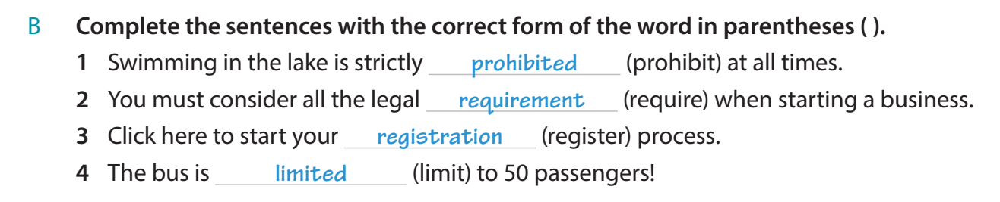 B Complete the sentences with the correct form of the word in parentheses ( ).
1 Swimming in the lake is strictly prohibited (prohibit) at all times.
2 You must consider all the legal requirement (require) when starting a business.
3 Click here to start your registration (register) process.
4 The bus is limited (limit) to 50 passengers!